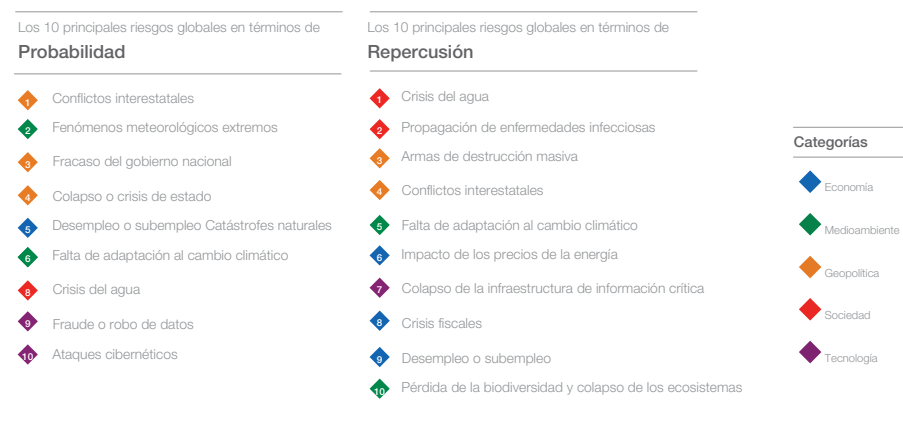 Los 10 principales riesgos globales en términos de
Probabilidad
1 Conflictos interestatales
2 Fenómenos meteorológicos extremos
3 Fracaso del gobierno nacional
4 Colapso o crisis de estado
5 Desempleo o subempleo Catástrofes naturales
6 Falta de adaptación al cambio climático
8 Crisis del agua
9 Fraude o robo de datos
10 Ataques cibernéticos
Los 10 principales riesgos globales en términos de
Repercusión
1 Crisis del agua
2 Propagación de enfermedades infecciosas
3 Armas de destrucción masiva
4 Conflictos interestatales
5 Falta de adaptación al cambio climático
6 Impacto de los precios de la energía
7 Colapso de la infraestructura de información crítica
8 Crisis fiscales
9 Desempleo o subempleo
10 Pérdida de la biodiversidad y colapso de los ecosistemas
Categorías
Economía
Medioambiente
Geopolítica
Sociedad
Tecnología